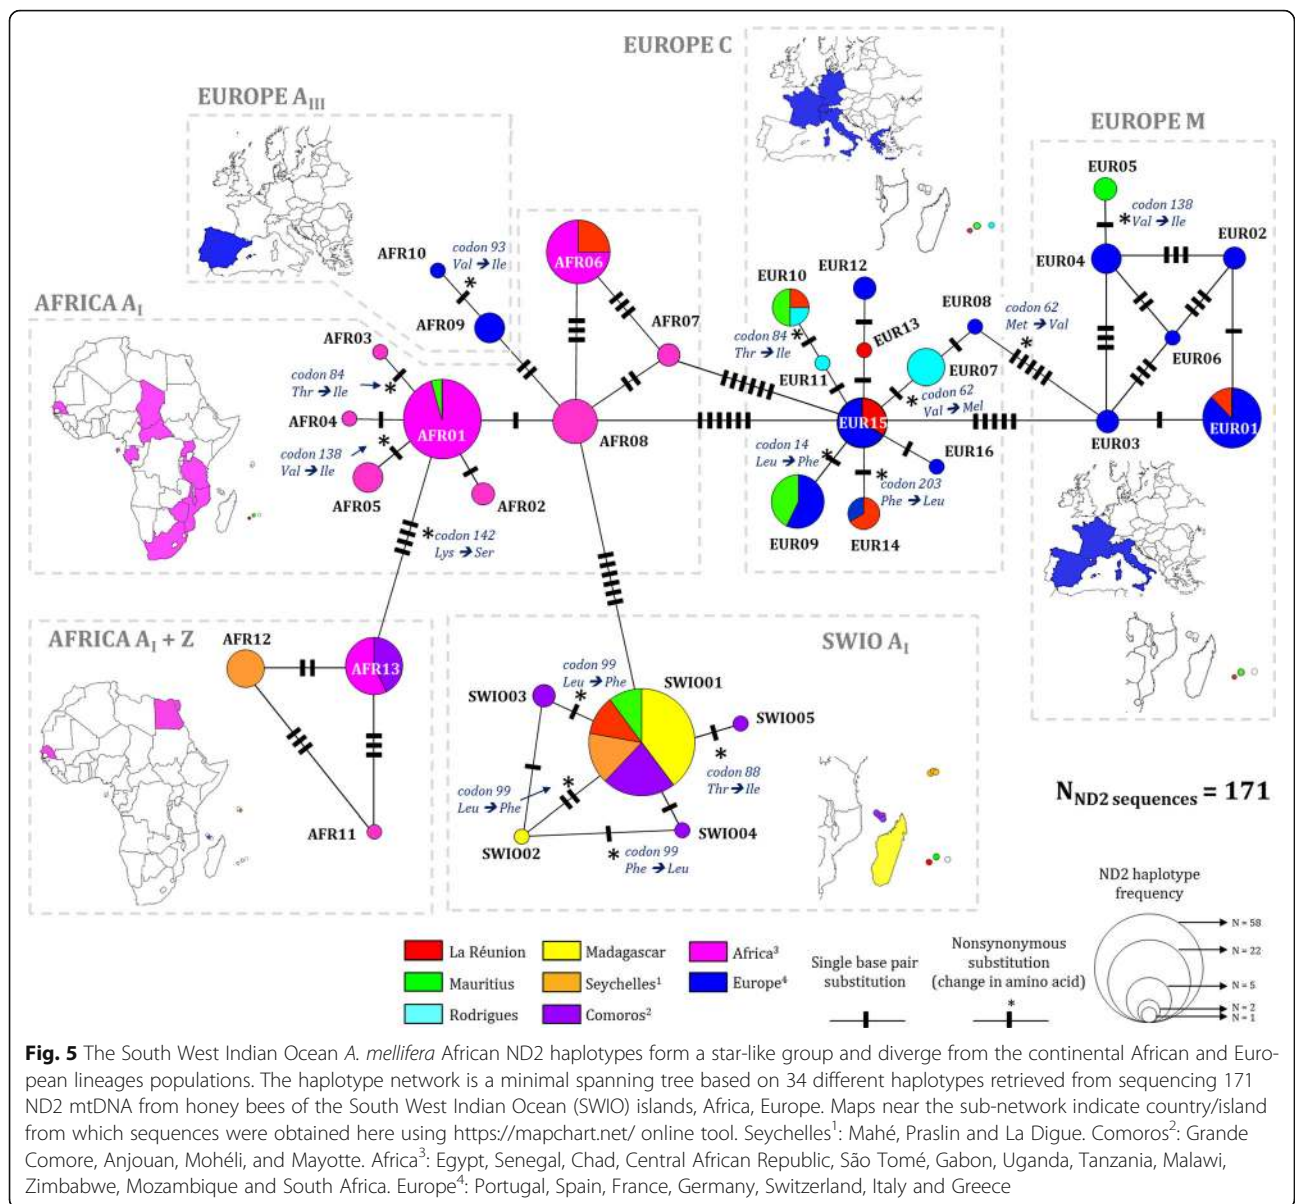 EUROPE C
EUROPE A_III
EUROPE M
EUR05
codon 138
*Val → Ile
EUR02
EUR04
EUR06
EUR03
EUR01
AFR10
codon 93
Val → Ile
*
AFR09
AFR06
AFR07
AFR08
EUR12
EUR10
EUR13
codon 84
Thr → Ile
*
EUR11
EUR08
codon 62
Met → Val
*
EUR07
*codon 62
Val → Mel
EUR15
EUR16
codon 14
Leu → Phe
*
*
codon 203
Phe → Leu
EUR09
EUR14
AFRICA A_I
AFR03
codon 84
Thr → Ile
*
AFR04
AFR01
codon 138
Val → Ile
*
AFR05
AFR02
*codon 142
Lys → Ser
AFRICA A_I + Z
AFR12
AFR13
AFR11
SWIO A_I
codon 99
Leu → Phe
*
SWIO03
SWIO01
SWIO05
*
codon 88
Thr → Ile
codon 99
Leu → Phe
*
SWIO02
SWIO04
* codon 99
Phe → Leu
N_ND2 sequences = 171
ND2 haplotype
frequency
N = 58
N = 22
N = 5
N = 2
N = 1
La Réunion
Madagascar
Africa³
Mauritius
Seychelles¹
Europe⁴
Rodrigues
Comoros²
Single base pair
substitution
Nonsynonymous
substitution
(change in amino acid)
*
Fig. 5 The South West Indian Ocean A. mellifera African ND2 haplotypes form a star-like group and diverge from the continental African and Euro-
pean lineages populations. The haplotype network is a minimal spanning tree based on 34 different haplotypes retrieved from sequencing 171
ND2 mtDNA from honey bees of the South West Indian Ocean (SWIO) islands, Africa, Europe. Maps near the sub-network indicate country/island
from which sequences were obtained here using https://mapchart.net/ online tool. Seychelles¹: Mahé, Praslin and La Digue. Comoros²: Grande
Comore, Anjouan, Mohéli, and Mayotte. Africa³: Egypt, Senegal, Chad, Central African Republic, São Tomé, Gabon, Uganda, Tanzania, Malawi,
Zimbabwe, Mozambique and South Africa. Europe⁴: Portugal, Spain, France, Germany, Switzerland, Italy and Greece